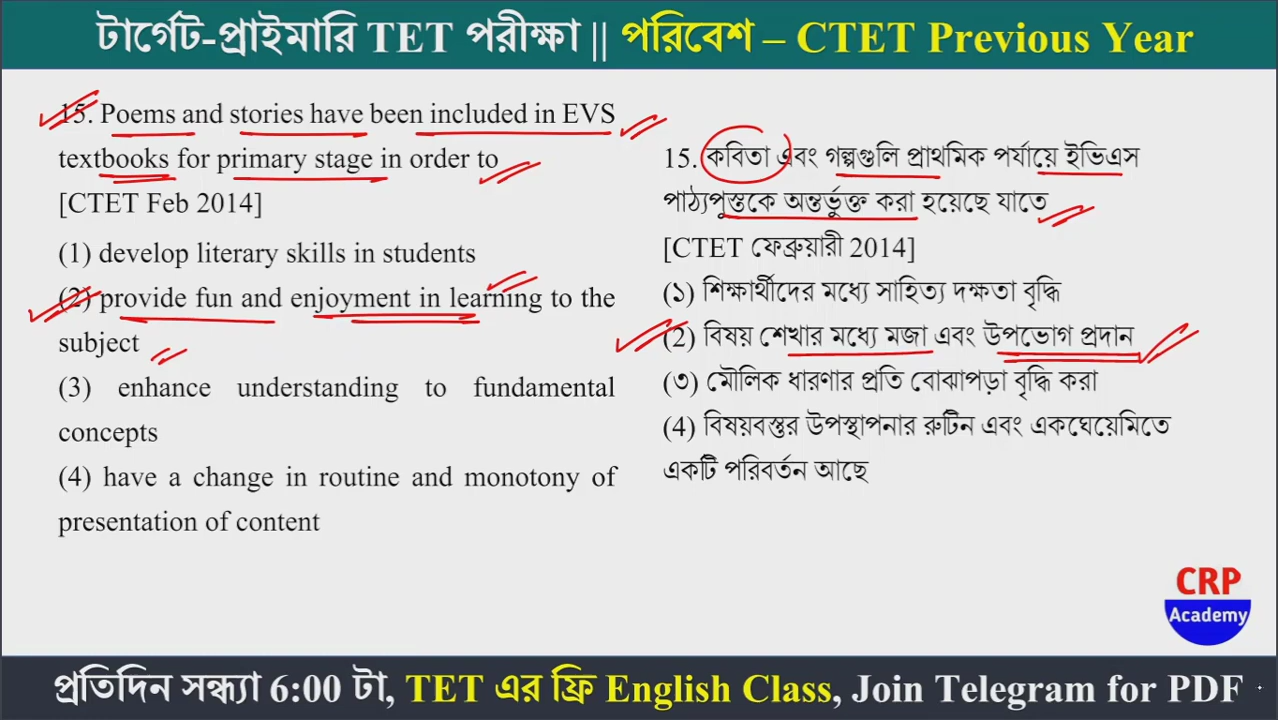 টার্গেট-প্রাইমারি TET পরীক্ষা || পরিবেশ – CTET Previous Year
15. Poems and stories have been included in EVS
textbooks for primary stage in order to
[CTET Feb 2014]
(1) develop literary skills in students
(2) provide fun and enjoyment in learning to the
subject
(3) enhance understanding to fundamental
concepts
(4) have a change in routine and monotony of
presentation of content
15. কবিতা এবং গল্পগুলি প্রাথমিক পর্যায়ে ইভিএস
পাঠ্যপুস্তকে অন্তর্ভুক্ত করা হয়েছে যাতে
[CTET ফেব্রুয়ারী 2014]
(১) শিক্ষার্থীদের মধ্যে সাহিত্য দক্ষতা বৃদ্ধি
(2) বিষয় শেখার মধ্যে মজা এবং উপভোগ প্রদান
(৩) মৌলিক ধারণার প্রতি বোঝাপড়া বৃদ্ধি করা
(4) বিষয়বস্তুর উপস্থাপনার রুটিন এবং একঘেয়েমিতে
একটি পরিবর্তন আছে
CRP
Academy
প্রতিদিন সন্ধ্যা 6:00 টা, TET এর ফ্রি English Class, Join Telegram for PDF